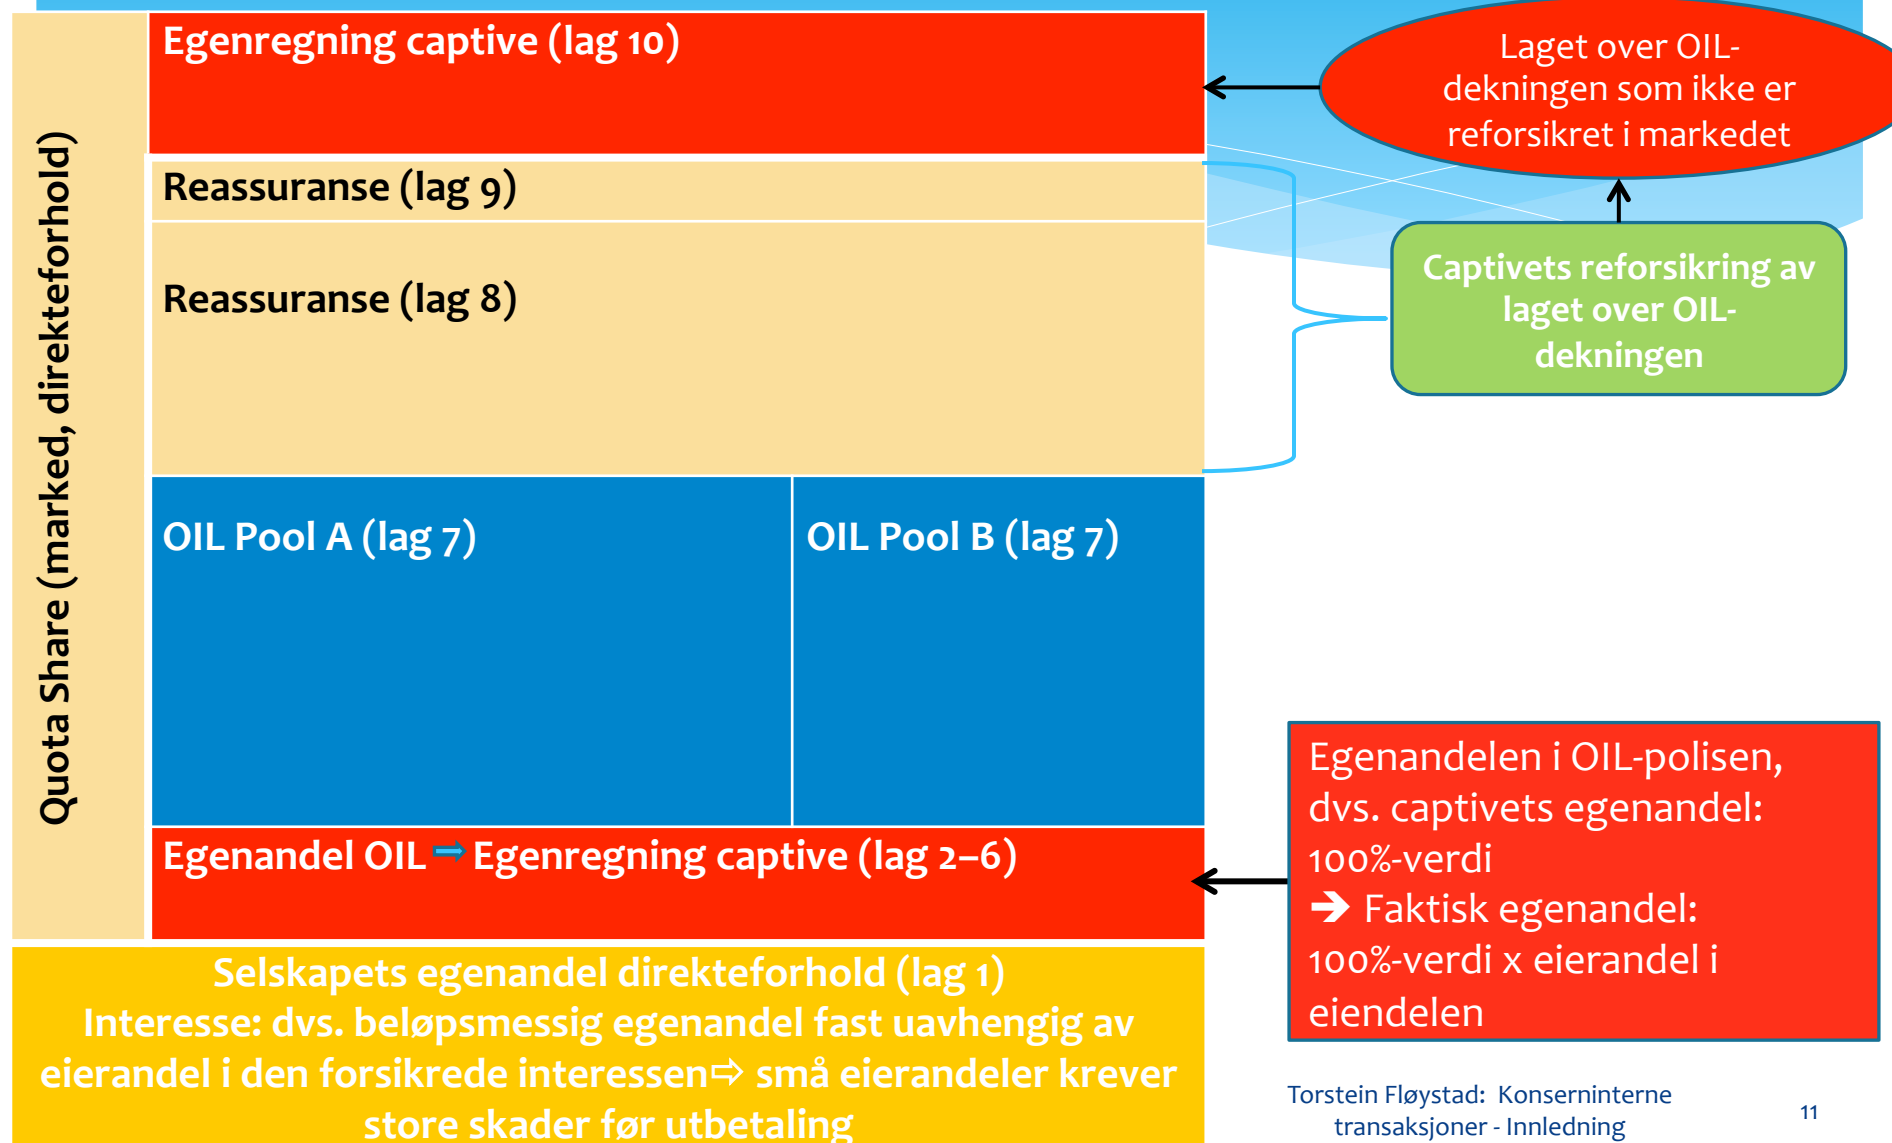 Quota Share (marked, direkteforhold)
Egenregning captive (lag 10)
Reassuranse (lag 9)
Reassuranse (lag 8)
OIL Pool A (lag 7)
OIL Pool B (lag 7)
Egenandel OIL ⇨ Egenregning captive (lag 2–6)
Selskapets egenandel direkteforhold (lag 1)
Interesse: dvs. beløpsmessig egenandel fast uavhengig av
eierandel i den forsikrede interessen⇨ små eierandeler krever
store skader før utbetaling
Laget over OIL-
dekningen som ikke er
reforsikret i markedet
Captivets reforsikring av
laget over OIL-
dekningen
Egenandelen i OIL-polisen,
dvs. captivets egenandel:
100%-verdi
➔ Faktisk egenandel:
100%-verdi x eierandel i
eiendelen
Torstein Fløystad: Konserninterne
transaksjoner - Innledning
11